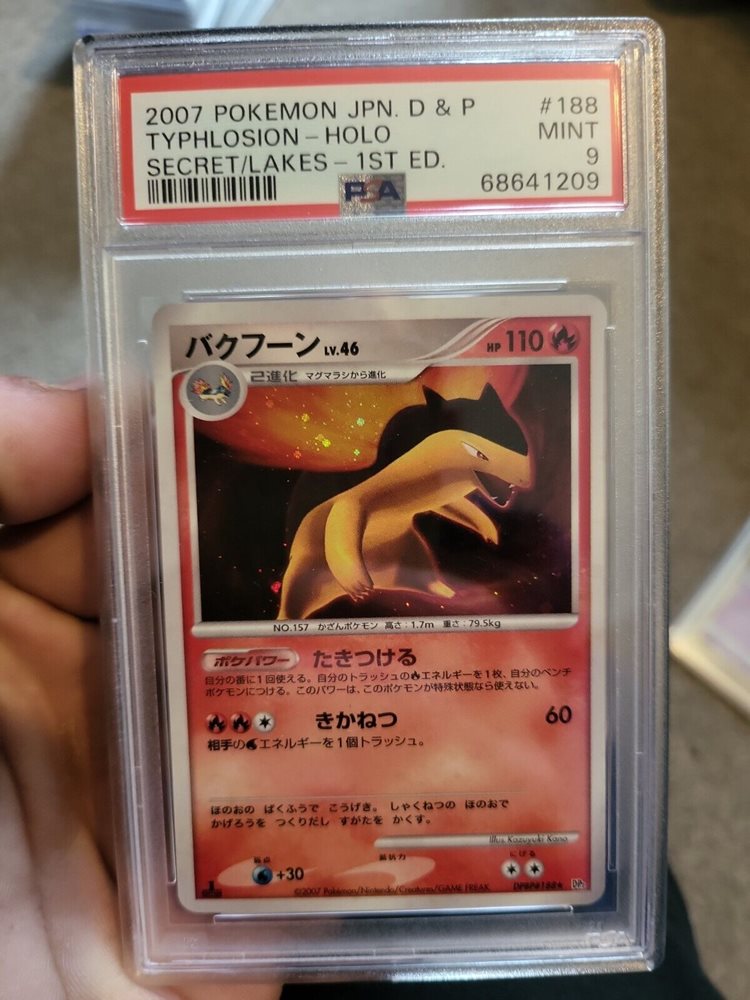 2007 POKEMON JPN. D & P #188
TYPHLOSION - HOLO MINT
SECRET/LAKES - 1ST ED. 9
PSA 68641209
バクフーン LV.46 HP 110
2進化 マグマラシから進化
NO.157 かざんポケモン 高さ:1.7m 重さ:79.5kg
ポケパワー たきつける
自分の番に1回使える。自分のトラッシュのエネルギーを1枚、自分のベンチ
ポケモンにつける。このパワーは、このポケモンが特殊状態なら使えない。
きかねつ 60
相手のエネルギーを1個トラッシュ。
ほのおの ばくふうで こうげき。しゃくねつの ほのおで
かげろうを つくりだし すがたを かくす。
Illus. Kazuyuki Kano
弱点 抵抗力 にげる
+30
©2007 Pokémon/Nintendo/Creatures/GAME FREAK